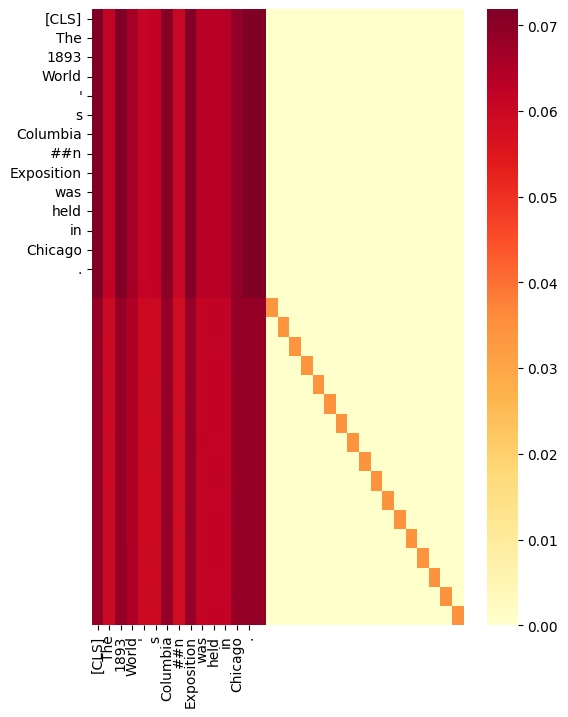 [CLS]
The
1893
World
'
s
Columbia
##n
Exposition
was
held
in
Chicago
.
0.07
0.06
0.05
0.04
0.03
0.02
0.01
0.00
[CLS]
The
1893
World
'
s
Columbia
##n
Exposition
was
held
in
Chicago
.